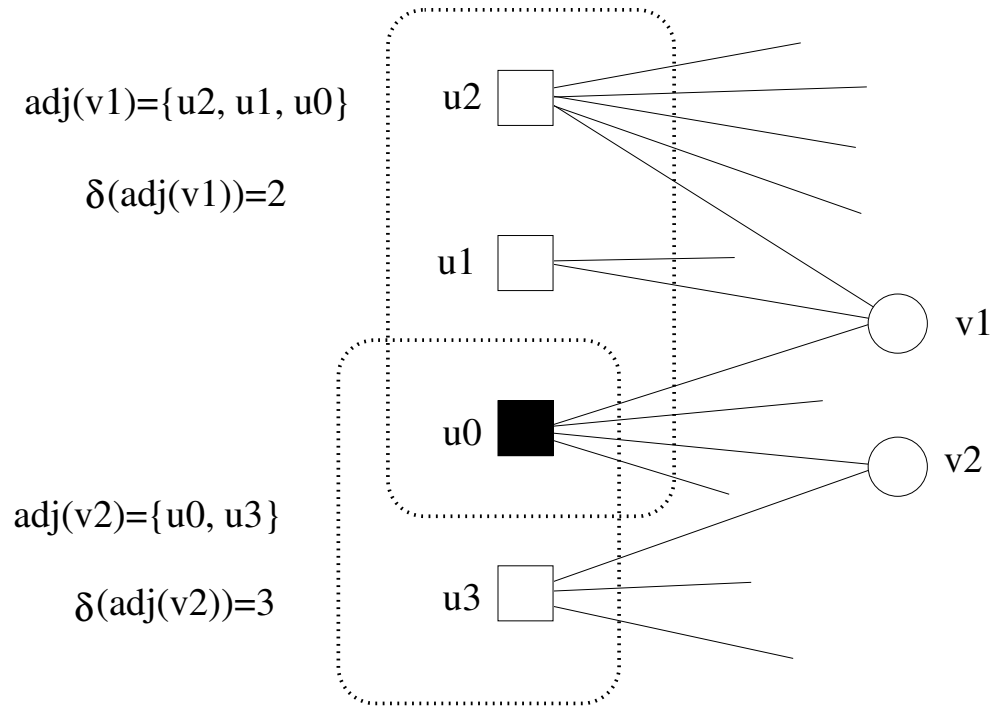 adj(v1)={u2, u1, u0}
δ(adj(v1))=2
u2
u1
v1
u0
v2
adj(v2)={u0, u3}
δ(adj(v2))=3
u3